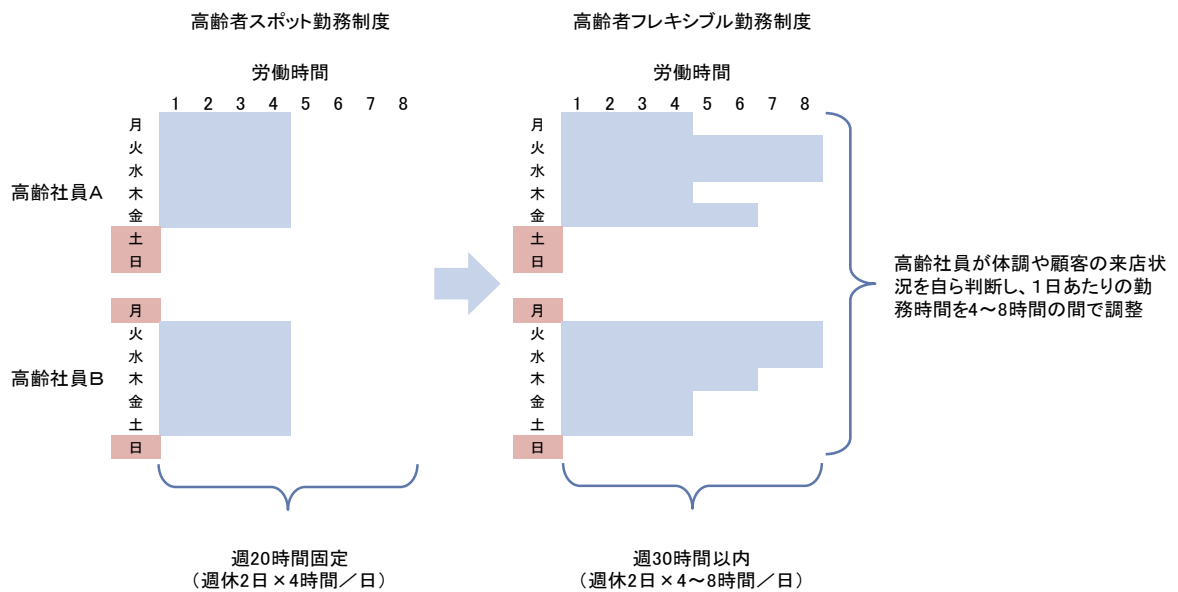 高齢者スポット勤務制度
労働時間
1 2 3 4 5 6 7 8
高齢社員A
月
火
水
木
金
土
日
高齢社員B
月
火
水
木
金
土
日
週20時間固定
(週休2日×4時間/日)
高齢者フレキシブル勤務制度
労働時間
1 2 3 4 5 6 7 8
月
火
水
木
金
土
日
月
火
水
木
金
土
日
週30時間以内
(週休2日×4~8時間/日)
高齢社員が体調や顧客の来店状
況を自ら判断し、1日あたりの勤
務時間を4~8時間の間で調整